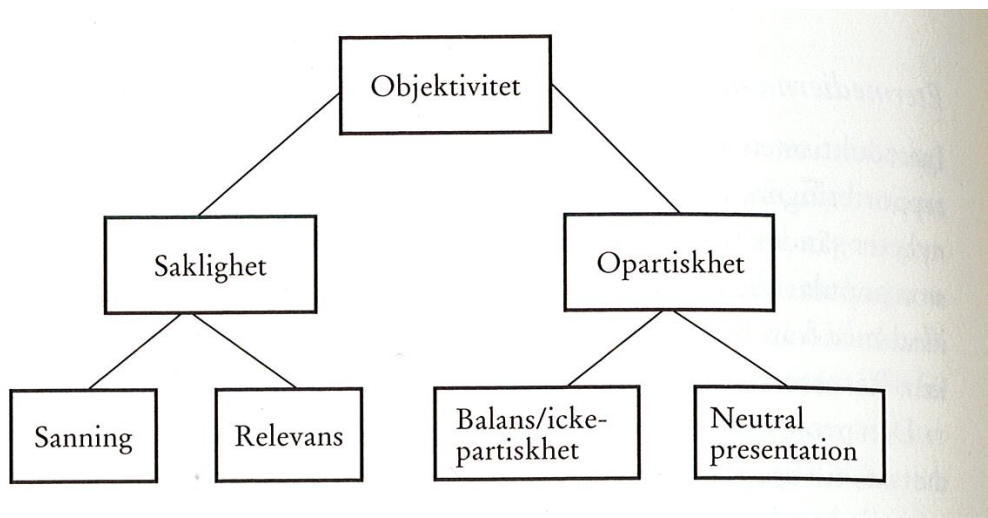 Objektivitet
Saklighet
Opartiskhet
Sanning
Relevans
Balans/icke-
partiskhet
Neutral
presentation